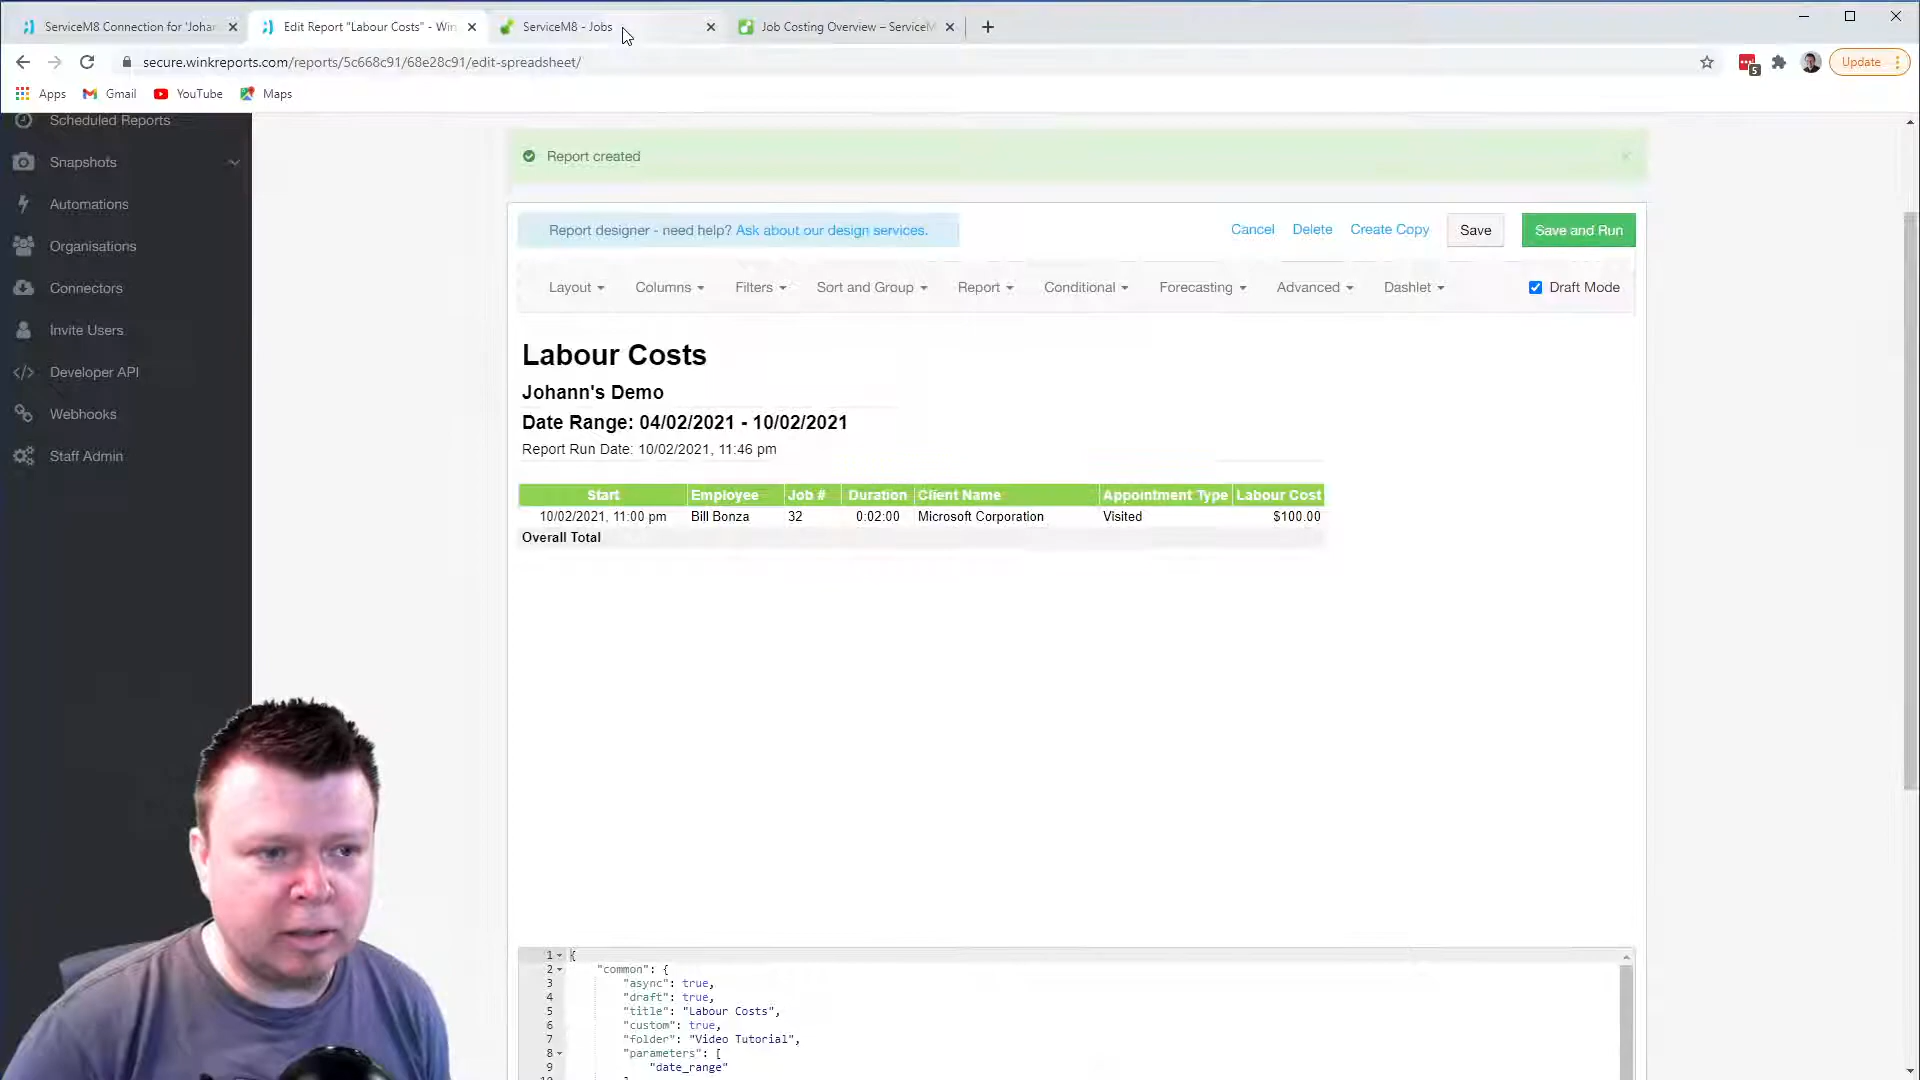 ServiceM8 Connection for 'Johan
Edit Report "Labour Costs" - Win
ServiceM8 - Jobs
Job Costing Overview – ServiceM
secure.winkreports.com/reports/5c668c91/68e28c91/edit-spreadsheet/
5
Update
Apps
Gmail
YouTube
Maps
Scheduled Reports
Snapshots
Automations
Organisations
Connectors
Invite Users
Developer API
Webhooks
Staff Admin
Report created
Report designer - need help? Ask about our design services.
Cancel
Delete
Create Copy
Save
Save and Run
Layout
Columns
Filters
Sort and Group
Report
Conditional
Forecasting
Advanced
Dashlet
Draft Mode
Labour Costs
Johann's Demo
Date Range: 04/02/2021 - 10/02/2021
Report Run Date: 10/02/2021, 11:46 pm
Start Employee Job # Duration Client Name Appointment Type Labour Cost
10/02/2021, 11:00 pm Bill Bonza 32 0:02:00 Microsoft Corporation Visited $100.00
Overall Total
1 {
2 "common": {
3 "async": true,
4 "draft": true,
5 "title": "Labour Costs",
6 "custom": true,
7 "folder": "Video Tutorial",
8 "parameters": [
9 "date_range"